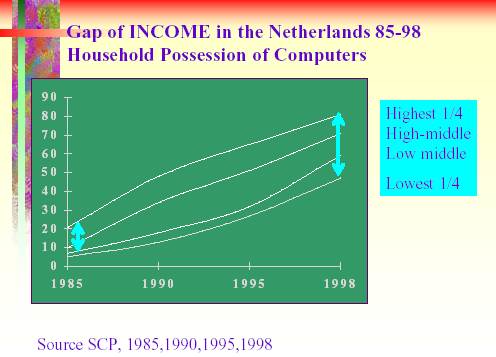 Gap of INCOME in the Netherlands 85-98
Household Possession of Computers
90
80
70
60
50
40
30
20
10
0
1985 1990 1995 1998
Highest 1/4
High-middle
Low middle
Lowest 1/4
Source SCP, 1985,1990,1995,1998